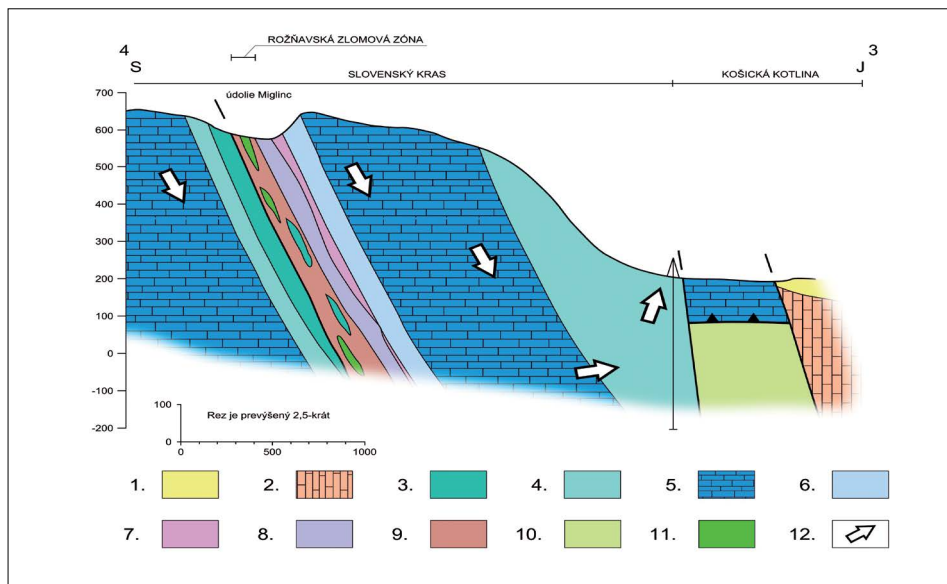 ROŽŇAVSKÁ ZLOMOVÁ ZÓNA
4 3
S SLOVENSKÝ KRAS KOŠICKÁ KOTLINA J
údolie Miglinc
700
600
500
400
300
200
100
0
-100
-200
100
0
Rez je prevýšený 2,5-krát
0 500 1000
1. 2. 3. 4. 5. 6.
7. 8. 9. 10. 11. 12.